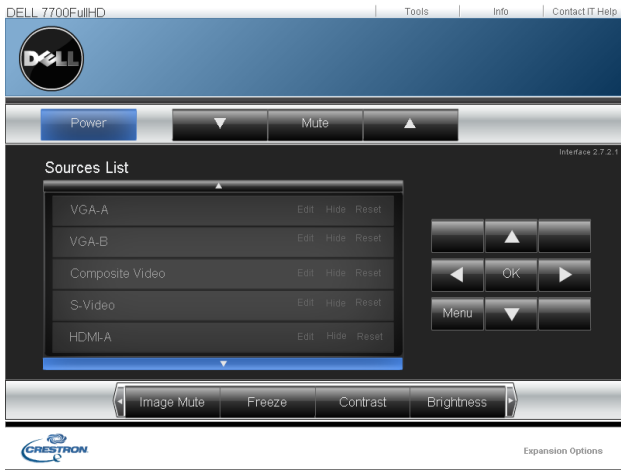 DELL 7700FullHD
Tools Info Contact IT Help
DELL
Power Mute
Interface 2.7.2.1
Sources List
VGA-A Edit Hide Reset
VGA-B Edit Hide Reset
Composite Video Edit Hide Reset
S-Video Edit Hide Reset
HDMI-A Edit Hide Reset
OK
Menu
Image Mute Freeze Contrast Brightness
CRESTRON
Expansion Options